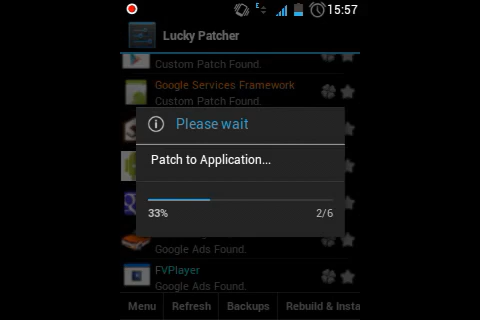 E
15:57
Lucky Patcher
Custom Patch Found.
Google Services Framework
Custom Patch Found.
Please wait
Patch to Application...
33% 2/6
Google Ads Found.
FVPlayer
Google Ads Found.
Menu Refresh Backups Rebuild & Insta